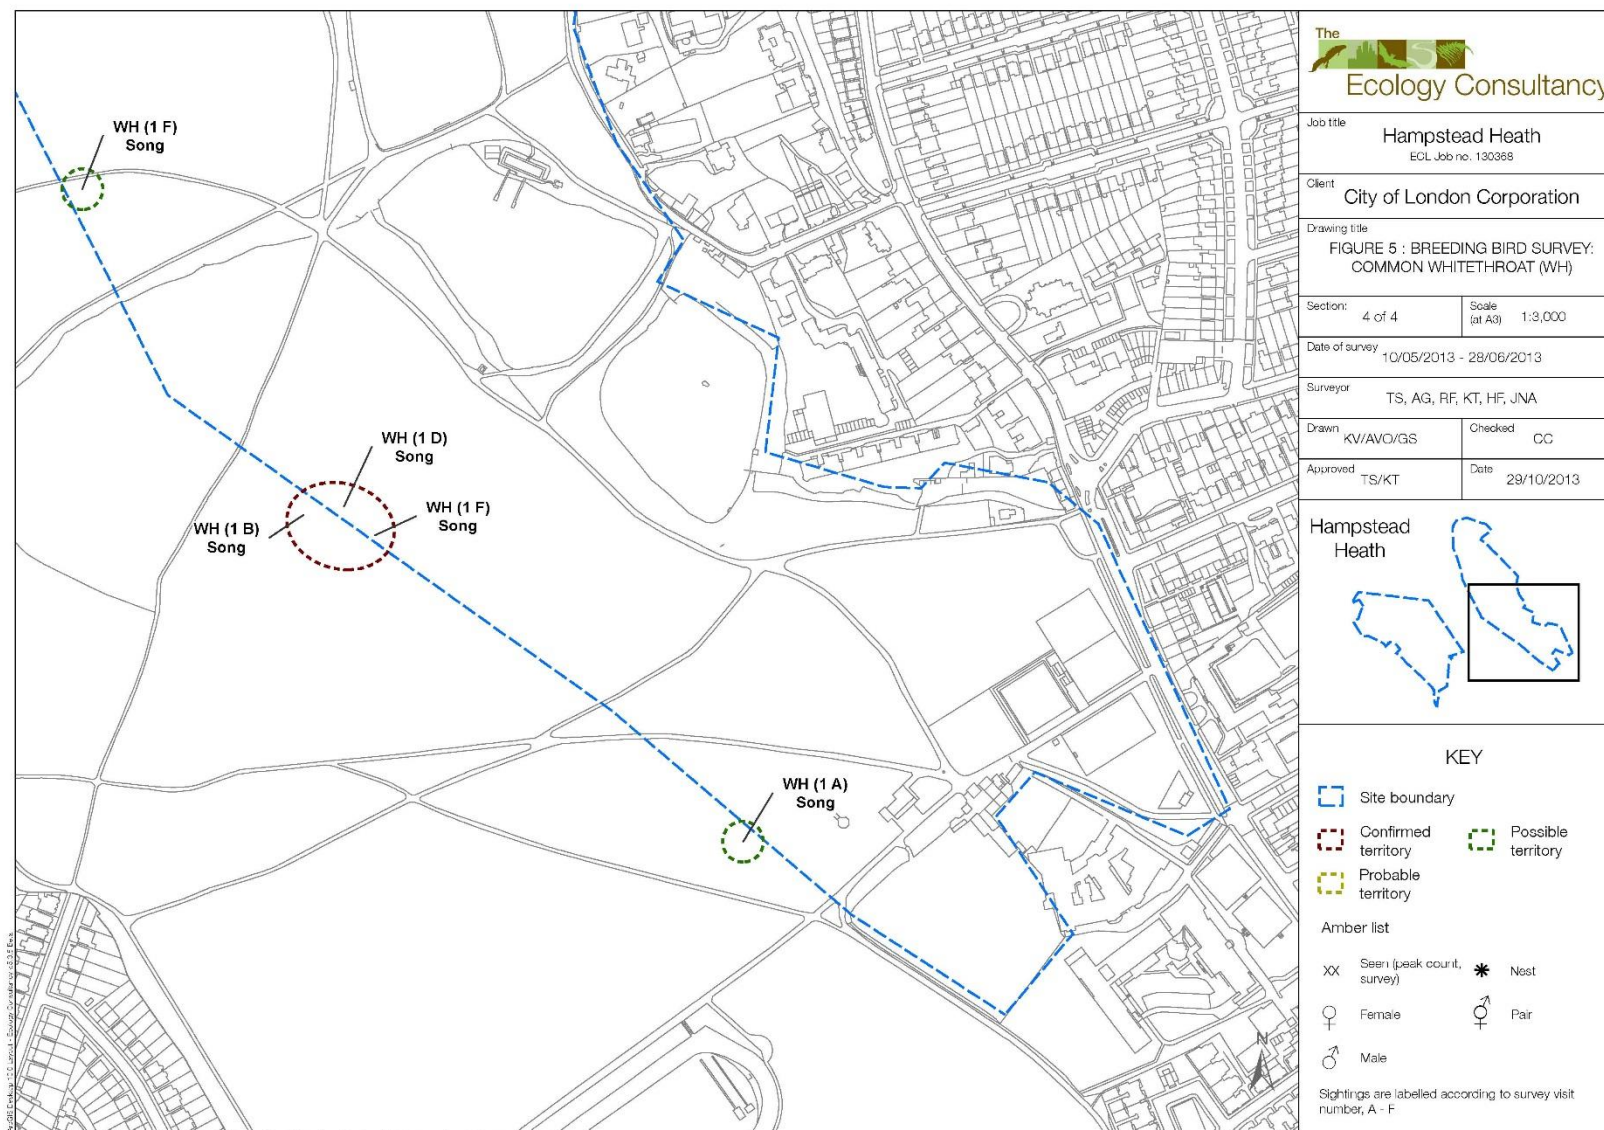 WH (1 F)
Song
WH (1 D)
Song
WH (1 F)
Song
WH (1 B)
Song
WH (1 A)
Song
N
The
Ecology Consultancy
Job title
Hampstead Heath
ECL Job no. 130368
Client
City of London Corporation
Drawing title
FIGURE 5 : BREEDING BIRD SURVEY:
COMMON WHITETHROAT (WH)
Section:
4 of 4
Scale
(at A3)
1:3,000
Date of survey
10/05/2013 - 28/06/2013
Surveyor
TS, AG, RF, KT, HF, JNA
Drawn
KV/AVO/GS
Checked
CC
Approved
TS/KT
Date
29/10/2013
Hampstead
Heath
KEY
Site boundary
Confirmed
territory
Possible
territory
Probable
territory
Amber list
XX
Seen (peak count,
survey)
Nest
Female
Pair
Male
Sightings are labelled according to survey visit
number, A - F